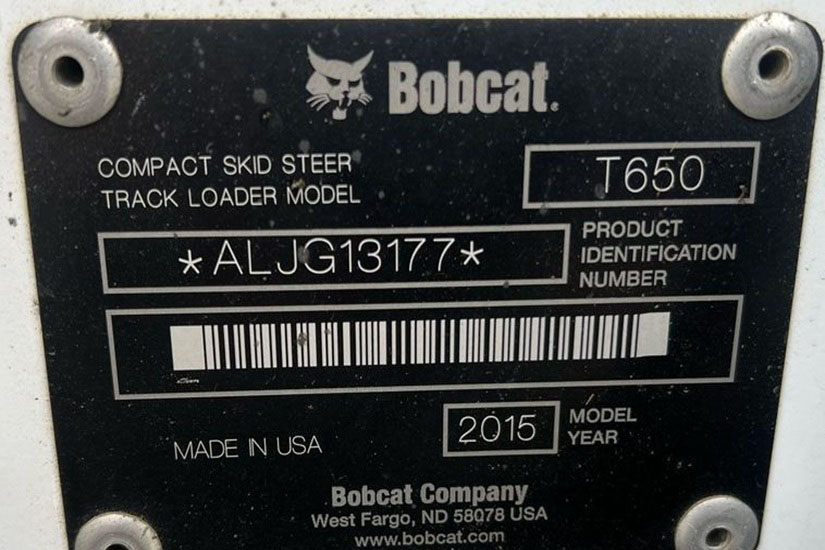 Bobcat.
COMPACT SKID STEER
TRACK LOADER MODEL
T650
*ALJG13177*
PRODUCT
IDENTIFICATION
NUMBER
MADE IN USA
2015
MODEL
YEAR
Bobcat Company
West Fargo, ND 58078 USA
www.bobcat.com